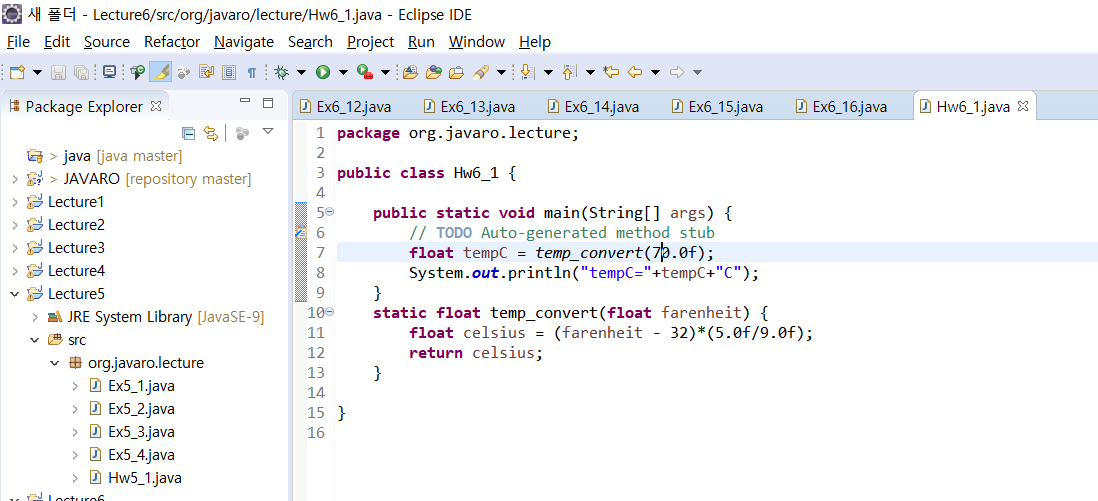 새 폴더 - Lecture6/src/org/javaro/lecture/Hw6_1.java - Eclipse IDE
File Edit Source Refactor Navigate Search Project Run Window Help
Package Explorer
> java [java master]
> JAVARO [repository master]
Lecture1
Lecture2
Lecture3
Lecture4
Lecture5
JRE System Library [JavaSE-9]
src
org.javaro.lecture
Ex5_1.java
Ex5_2.java
Ex5_3.java
Ex5_4.java
Hw5_1.java
Lecture6
Ex6_12.java Ex6_13.java Ex6_14.java Ex6_15.java Ex6_16.java Hw6_1.java
1 package org.javaro.lecture;
2
3 public class Hw6_1 {
4
5 public static void main(String[] args) {
6 // TODO Auto-generated method stub
7 float tempC = temp_convert(70.0f);
8 System.out.println("tempC="+tempC+"C");
9 }
10 static float temp_convert(float farenheit) {
11 float celsius = (farenheit - 32)*(5.0f/9.0f);
12 return celsius;
13 }
14
15 }
16